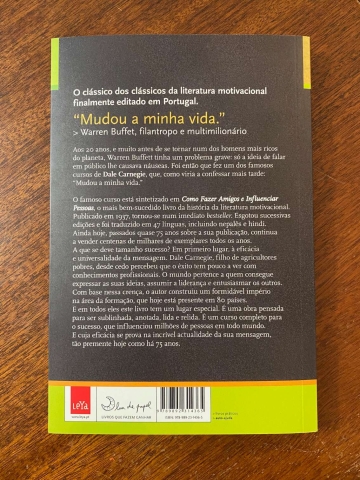 O clássico dos clássicos da literatura motivacional
finalmente editado em Portugal.
“Mudou a minha vida.”
> Warren Buffet, filantropo e multimilionário
Aos 20 anos, e muito antes de se tornar num dos homens mais ricos
do planeta, Warren Buffett tinha um problema grave: só a ideia de falar
em público lhe causava náuseas. Foi então que fez um dos famosos
cursos de Dale Carnegie, que, como viria a confessar mais tarde:
“Mudou a minha vida.”
O famoso curso está sintetizado em Como Fazer Amigos e Influenciar
Pessoas, o mais bem-sucedido livro da história da literatura motivacional.
Publicado em 1937, tornou-se num imediato bestseller. Esgotou sucessivas
edições e foi traduzido em 47 línguas, incluindo nepalês e hindi.
Ainda hoje, passados quase 75 anos sobre a sua publicação, continua
a vender centenas de milhares de exemplares todos os anos.
A que se deve tamanho sucesso? Em primeiro lugar, à eficácia
e universalidade da mensagem. Dale Carnegie, filho de agricultores
pobres, desde cedo percebeu que o êxito tem pouco a ver com
conhecimentos profissionais. O mundo pertence a quem consegue
expressar as suas ideias, assumir a liderança e entusiasmar os outros.
Com base nessa crença, o autor construiu um formidável império
na área da formação, que hoje está presente em 80 países.
E em todos eles este livro tem um lugar especial. É uma obra pensada
para ser sublinhada, anotada, lida e relida. É um curso completo para
o sucesso, que influenciou milhões de pessoas em todo mundo.
E cuja eficácia se prova na incrível actualidade da sua mensagem,
tão premente hoje como há 75 anos.
LeYa
Lua de papel
LIVROS QUE FAZEM GANHAR